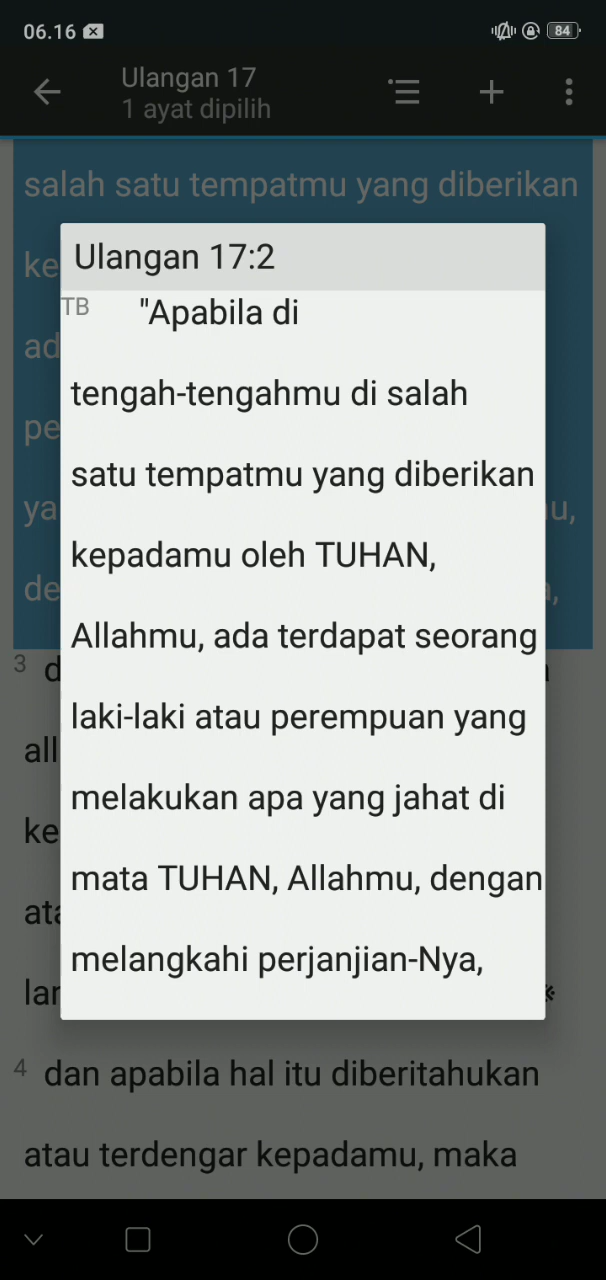 06.16
84
Ulangan 17
1 ayat dipilih
salah satu tempatmu yang diberikan
Ulangan 17:2
TB "Apabila di
tengah-tengahmu di salah
satu tempatmu yang diberikan
kepadamu oleh TUHAN,
Allahmu, ada terdapat seorang
laki-laki atau perempuan yang
melakukan apa yang jahat di
mata TUHAN, Allahmu, dengan
melangkahi perjanjian-Nya,
3
4 dan apabila hal itu diberitahukan
atau terdengar kepadamu, maka